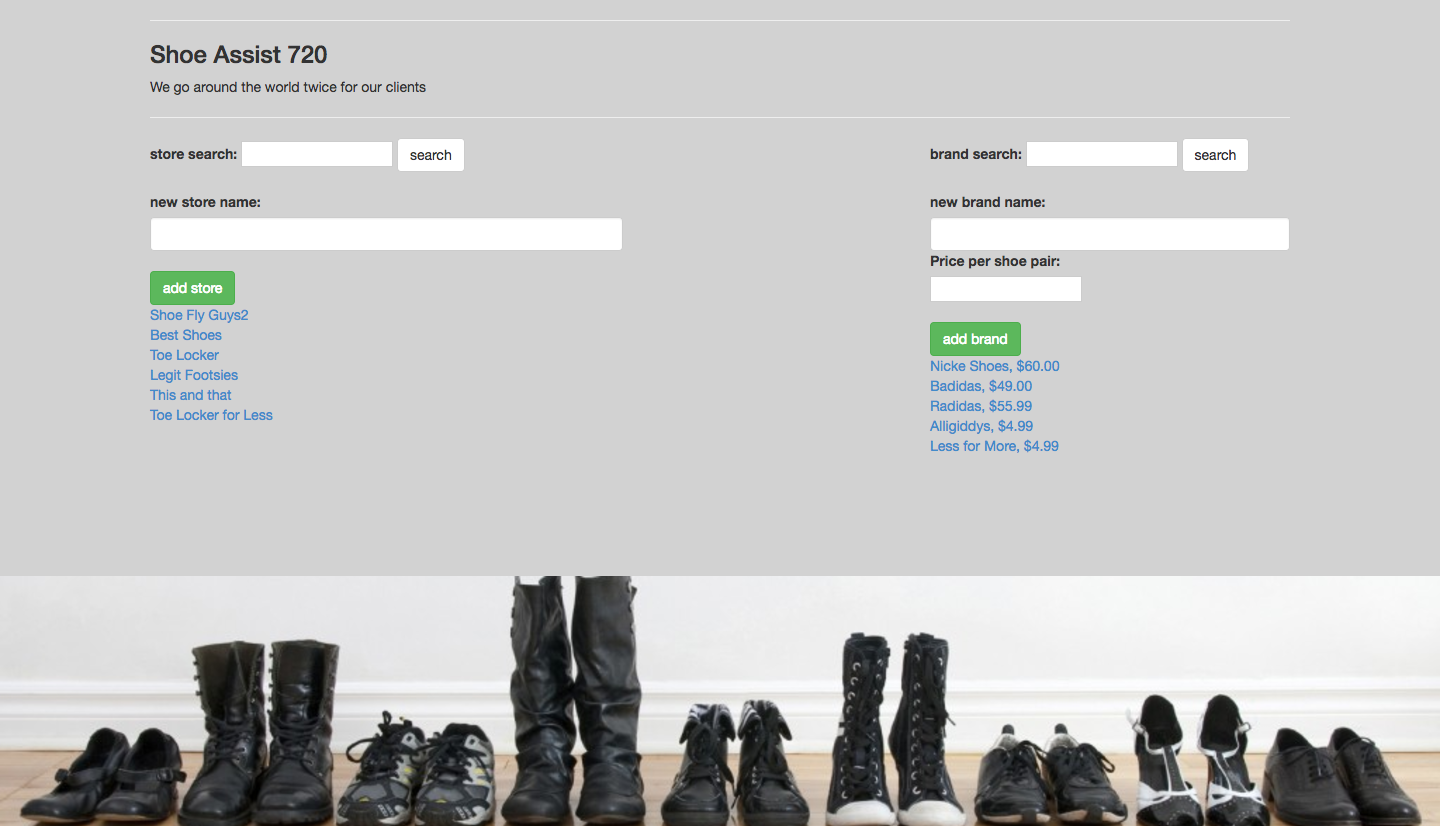 Shoe Assist 720
We go around the world twice for our clients
store search: search
new store name:
add store
Shoe Fly Guys2
Best Shoes
Toe Locker
Legit Footsies
This and that
Toe Locker for Less
brand search: search
new brand name:
Price per shoe pair:
add brand
Nicke Shoes, $60.00
Badidas, $49.00
Radidas, $55.99
Alligiddys, $4.99
Less for More, $4.99